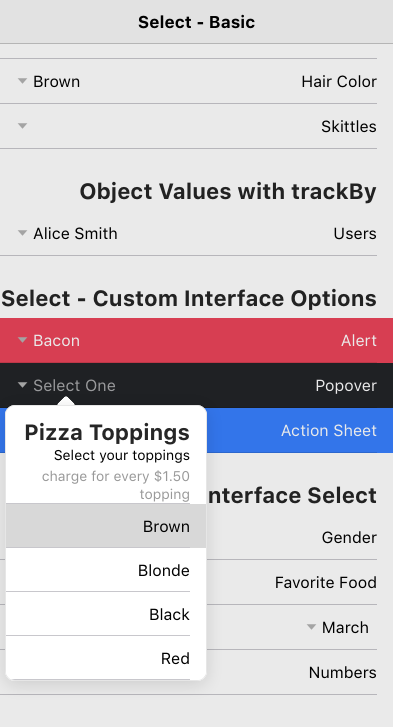 Select - Basic
Hair Color Brown
Skittles
Object Values with trackBy
Users Alice Smith
Select - Custom Interface Options
Alert Bacon
Popover Select One
Action Sheet
Pizza Toppings
Select your toppings
charge for every $1.50
topping
Brown
Blonde
Black
Red
nterface Select
Gender
Favorite Food
March
Numbers